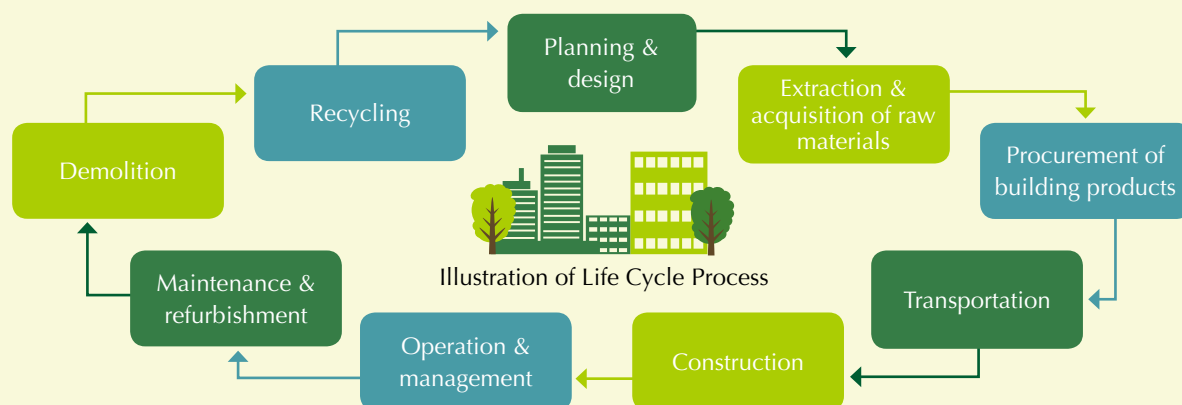 Planning &
design
Extraction &
acquisition of raw
materials
Procurement of
building products
Transportation
Construction
Operation &
management
Maintenance &
refurbishment
Demolition
Recycling
Illustration of Life Cycle Process